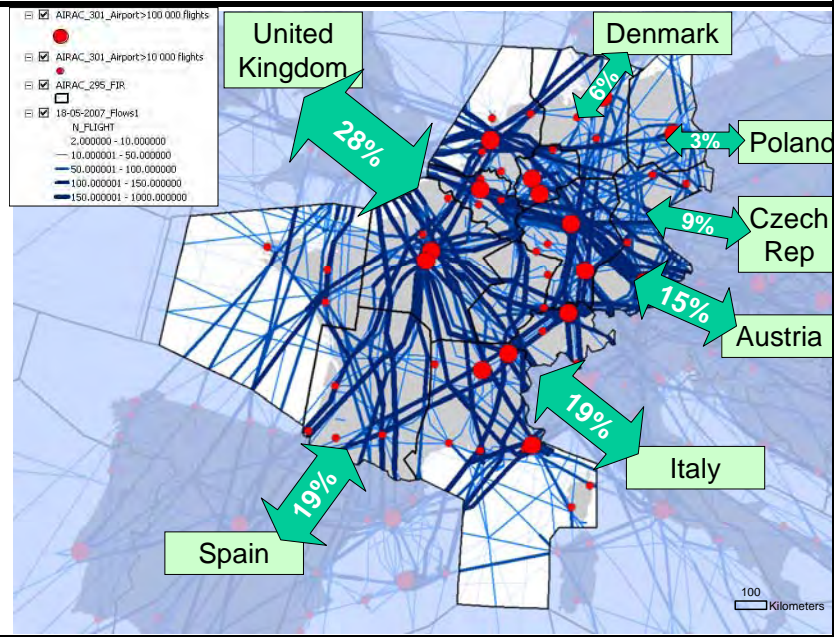 AIRAC_301_Airport>100 000 flights
AIRAC_301_Airport>10 000 flights
AIRAC_295_FIR
18-05-2007_Flows1
N_FLIGHT
2.000000 - 10.000000
10.000001 - 50.000000
50.000001 - 100.000000
100.000001 - 150.000000
150.000001 - 1000.000000
United
Kingdom
28%
Denmark
6%
Poland
3%
Czech
Rep
9%
Austria
15%
Italy
19%
Spain
19%
100
Kilometers